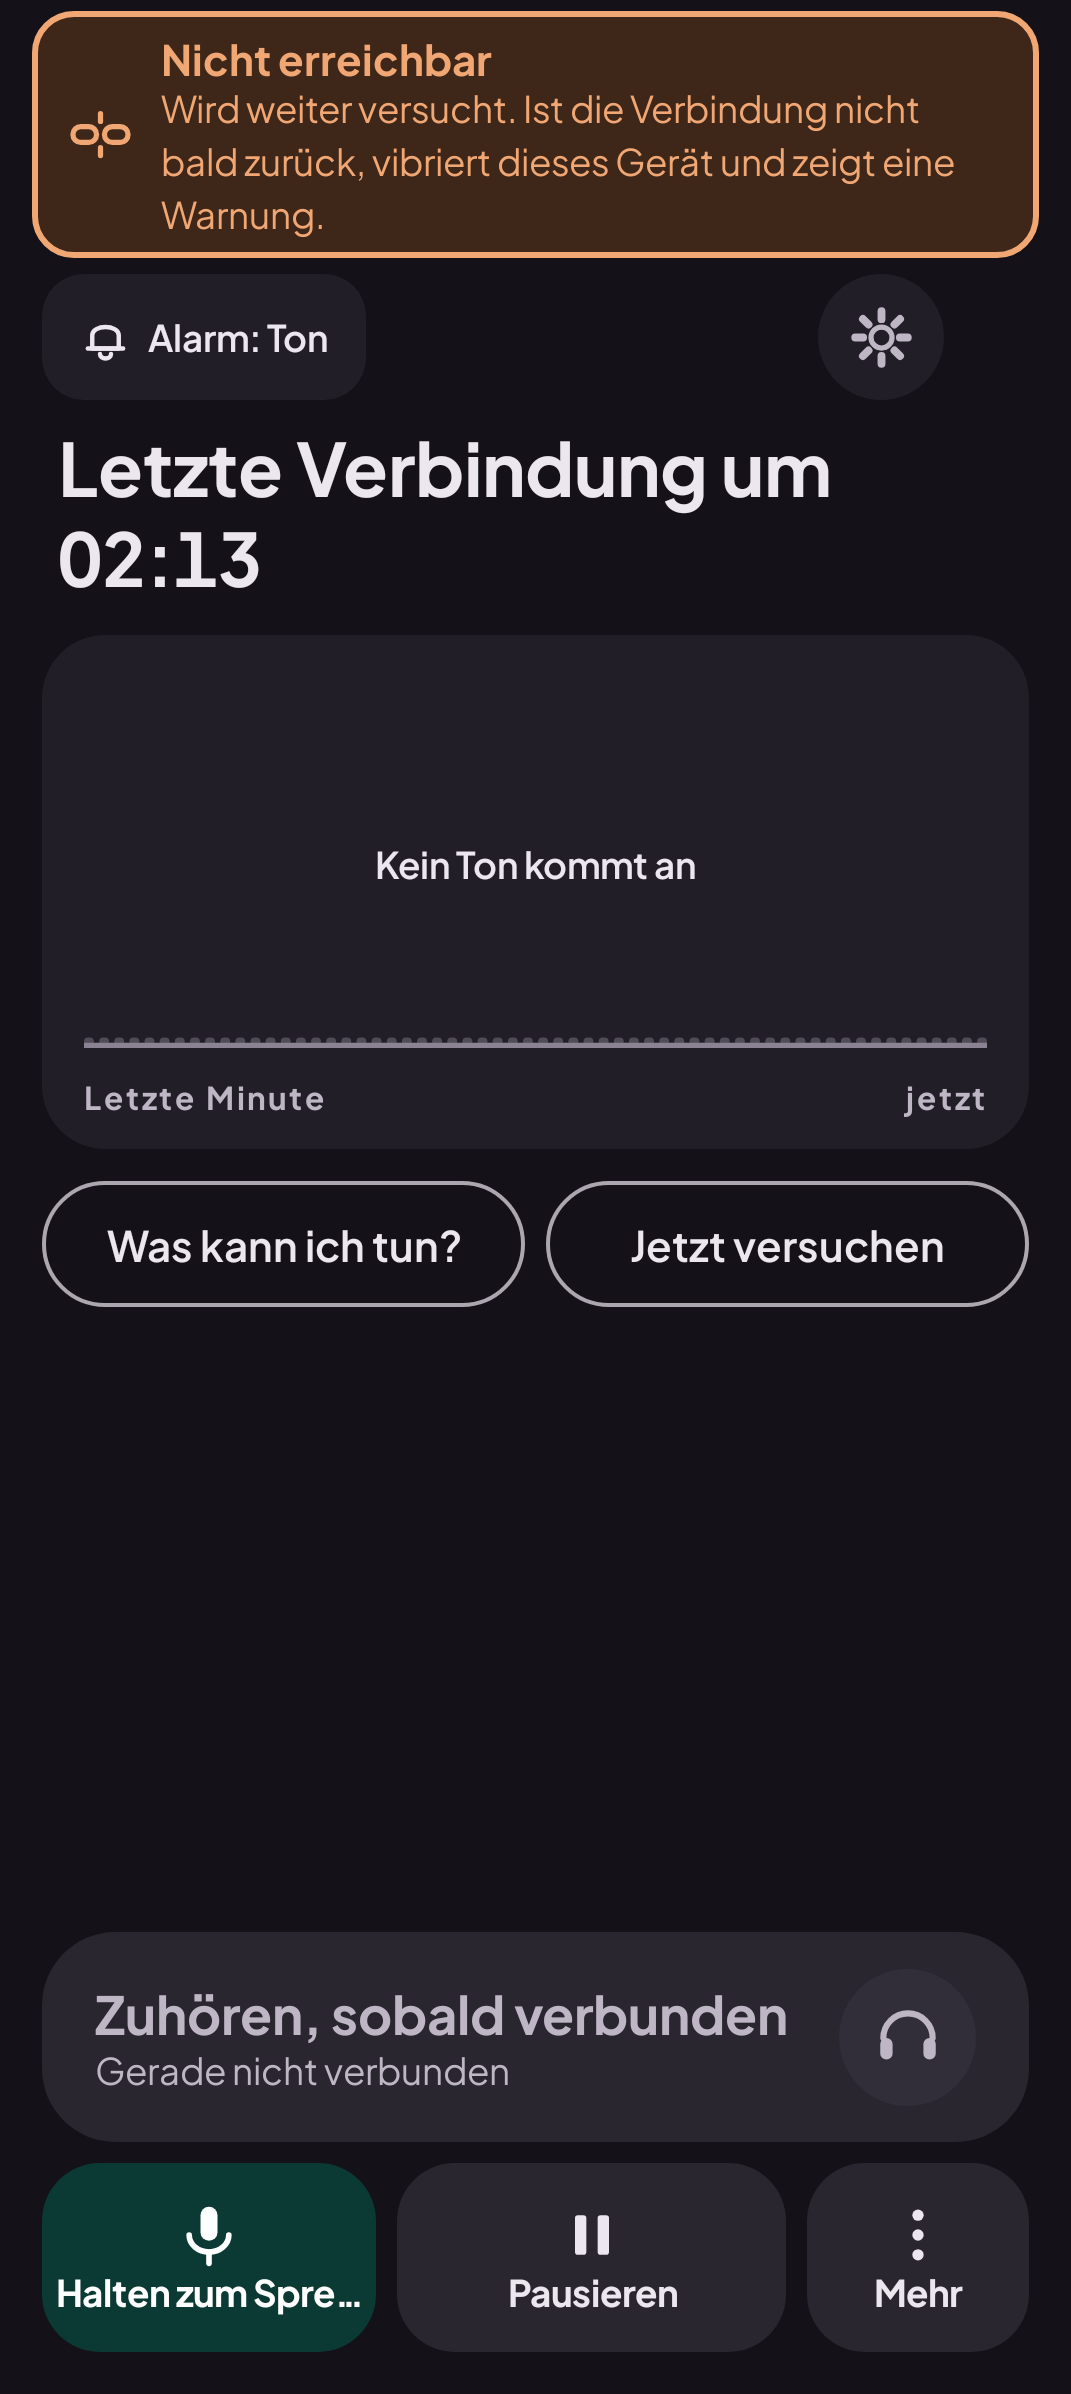 Nicht erreichbar
Wird weiter versucht. Ist die Verbindung nicht
bald zurück, vibriert dieses Gerät und zeigt eine
Warnung.
Alarm: Ton
Letzte Verbindung um
02:13
Kein Ton kommt an
Letzte Minute
jetzt
Was kann ich tun?
Jetzt versuchen
Zuhören, sobald verbunden
Gerade nicht verbunden
Halten zum Spre...
Pausieren
Mehr